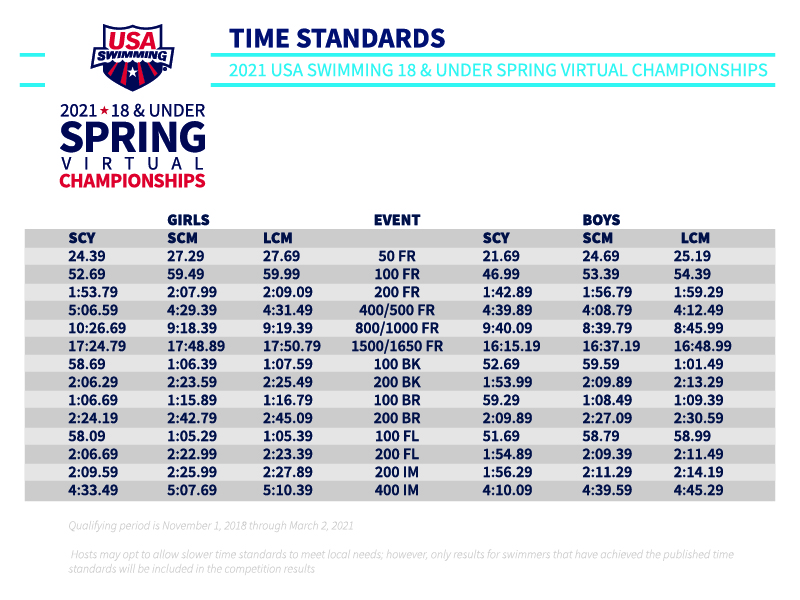 USA
SWIMMING
TIME STANDARDS
2021 USA SWIMMING 18 & UNDER SPRING VIRTUAL CHAMPIONSHIPS
2021 ★ 18 & UNDER
SPRING
VIRTUAL
CHAMPIONSHIPS
GIRLS EVENT BOYS
SCY SCM LCM SCY SCM LCM
24.39 27.29 27.69 50 FR 21.69 24.69 25.19
52.69 59.49 59.99 100 FR 46.99 53.39 54.39
1:53.79 2:07.99 2:09.09 200 FR 1:42.89 1:56.79 1:59.29
5:06.59 4:29.39 4:31.49 400/500 FR 4:39.89 4:08.79 4:12.49
10:26.69 9:18.39 9:19.39 800/1000 FR 9:40.09 8:39.79 8:45.99
17:24.79 17:48.89 17:50.79 1500/1650 FR 16:15.19 16:37.19 16:48.99
58.69 1:06.39 1:07.59 100 BK 52.69 59.59 1:01.49
2:06.29 2:23.59 2:25.49 200 BK 1:53.99 2:09.89 2:13.29
1:06.69 1:15.89 1:16.79 100 BR 59.29 1:08.49 1:09.39
2:24.19 2:42.79 2:45.09 200 BR 2:09.89 2:27.09 2:30.59
58.09 1:05.29 1:05.39 100 FL 51.69 58.79 58.99
2:06.69 2:22.99 2:23.39 200 FL 1:54.89 2:09.39 2:11.49
2:09.59 2:25.99 2:27.89 200 IM 1:56.29 2:11.29 2:14.19
4:33.49 5:07.69 5:10.39 400 IM 4:10.09 4:39.59 4:45.29
Qualifying period is November 1, 2018 through March 2, 2021
Hosts may opt to allow slower time standards to meet local needs; however, only results for swimmers that have achieved the published time
standards will be included in the competition results